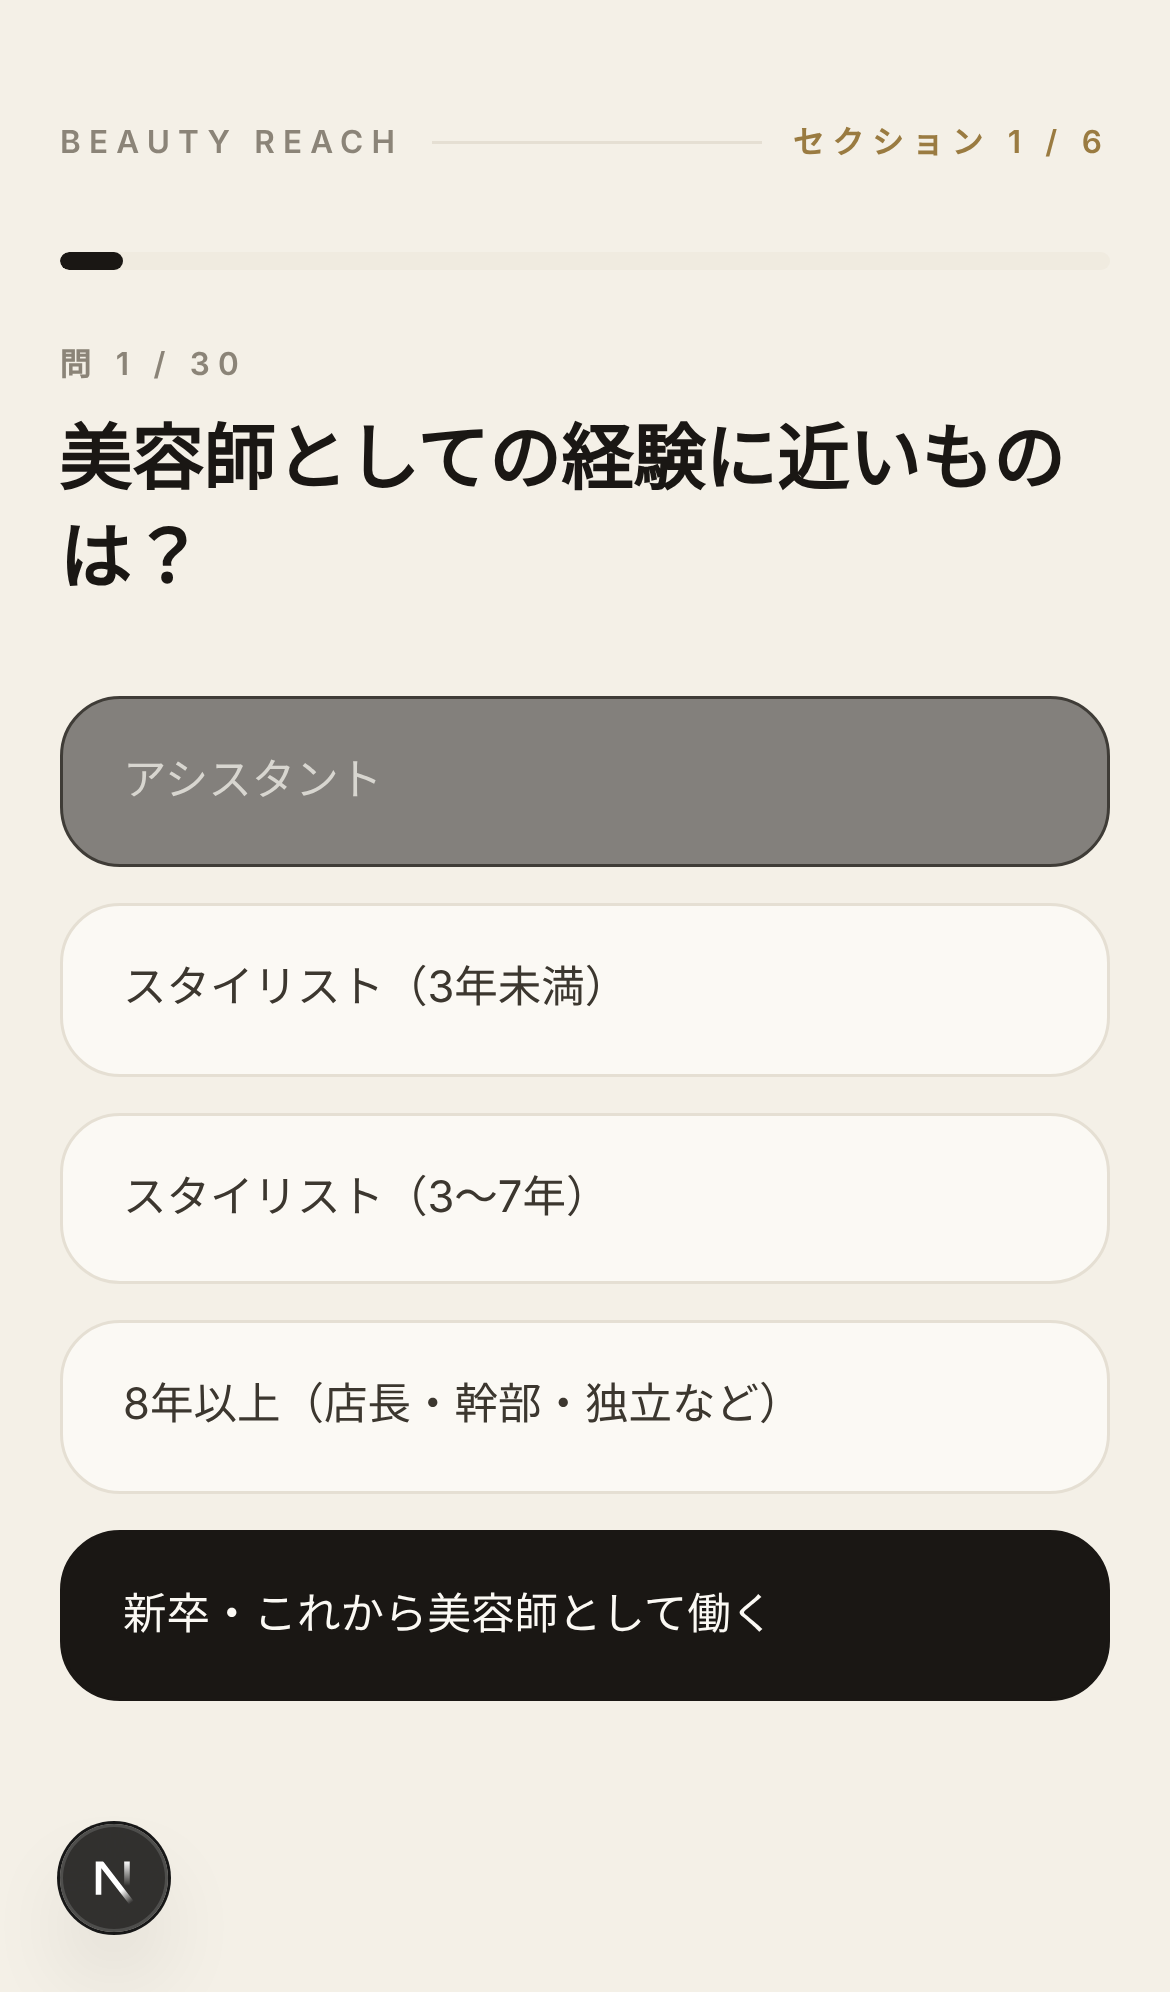 BEAUTY REACH セクション 1 / 6
問 1 / 30
美容師としての経験に近いもの
は？
アシスタント
スタイリスト（3年未満）
スタイリスト（3〜7年）
8年以上（店長・幹部・独立など）
新卒・これから美容師として働く
N